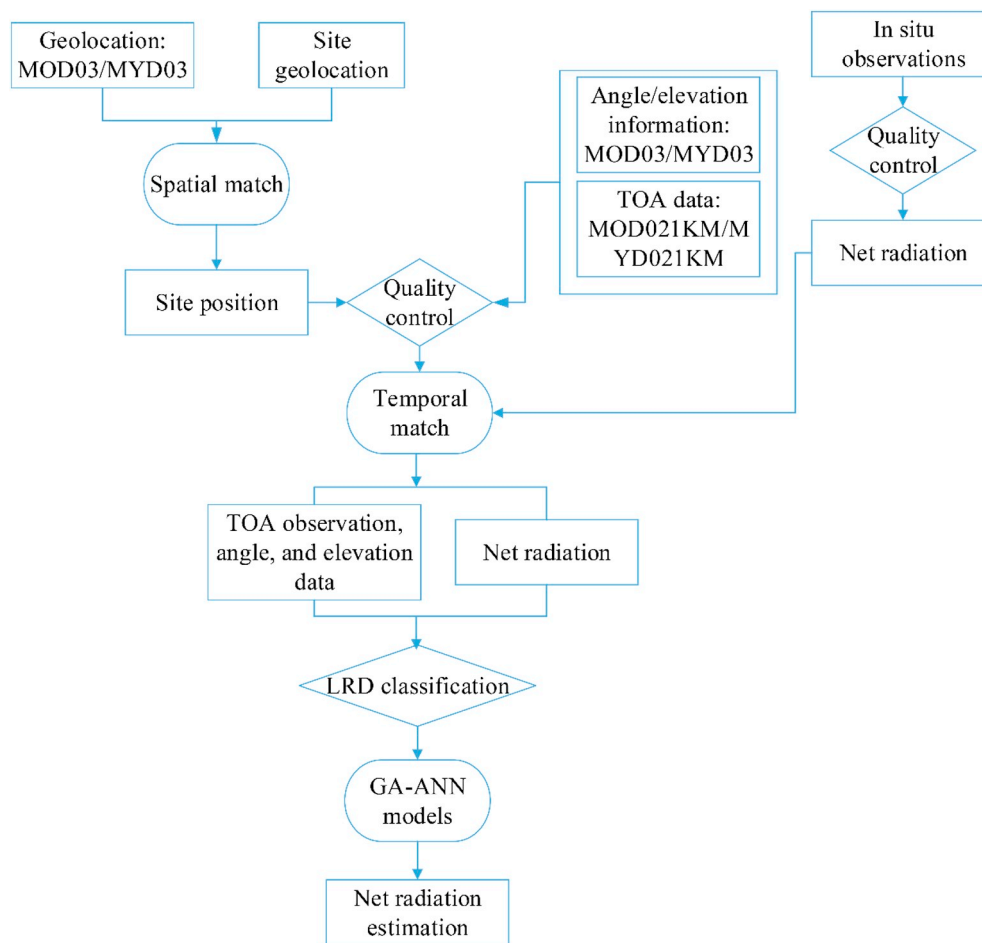 Geolocation:
MOD03/MYD03
Site
geolocation
In situ
observations
Angle/elevation
information:
MOD03/MYD03
Quality
control
Spatial match
TOA data:
MOD021KM/M
YD021KM
Net radiation
Site position
Quality
control
Temporal
match
TOA observation,
angle, and elevation
data
Net radiation
LRD classification
GA-ANN
models
Net radiation
estimation